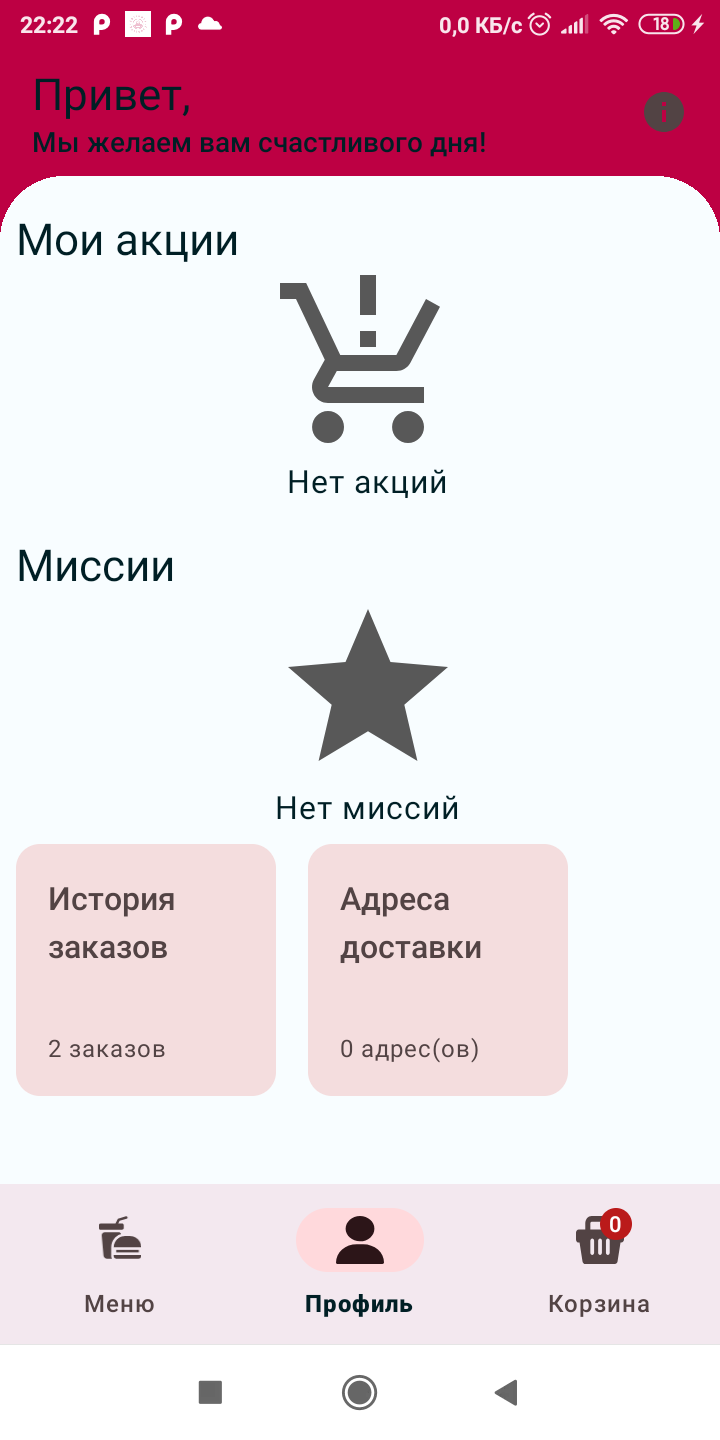 22:22
0,0 КБ/с
18
Привет,
Мы желаем вам счастливого дня!
Мои акции
Нет акций
Миссии
Нет миссий
История
заказов
2 заказов
Адреса
доставки
0 адрес(ов)
Меню
Профиль
0
Корзина